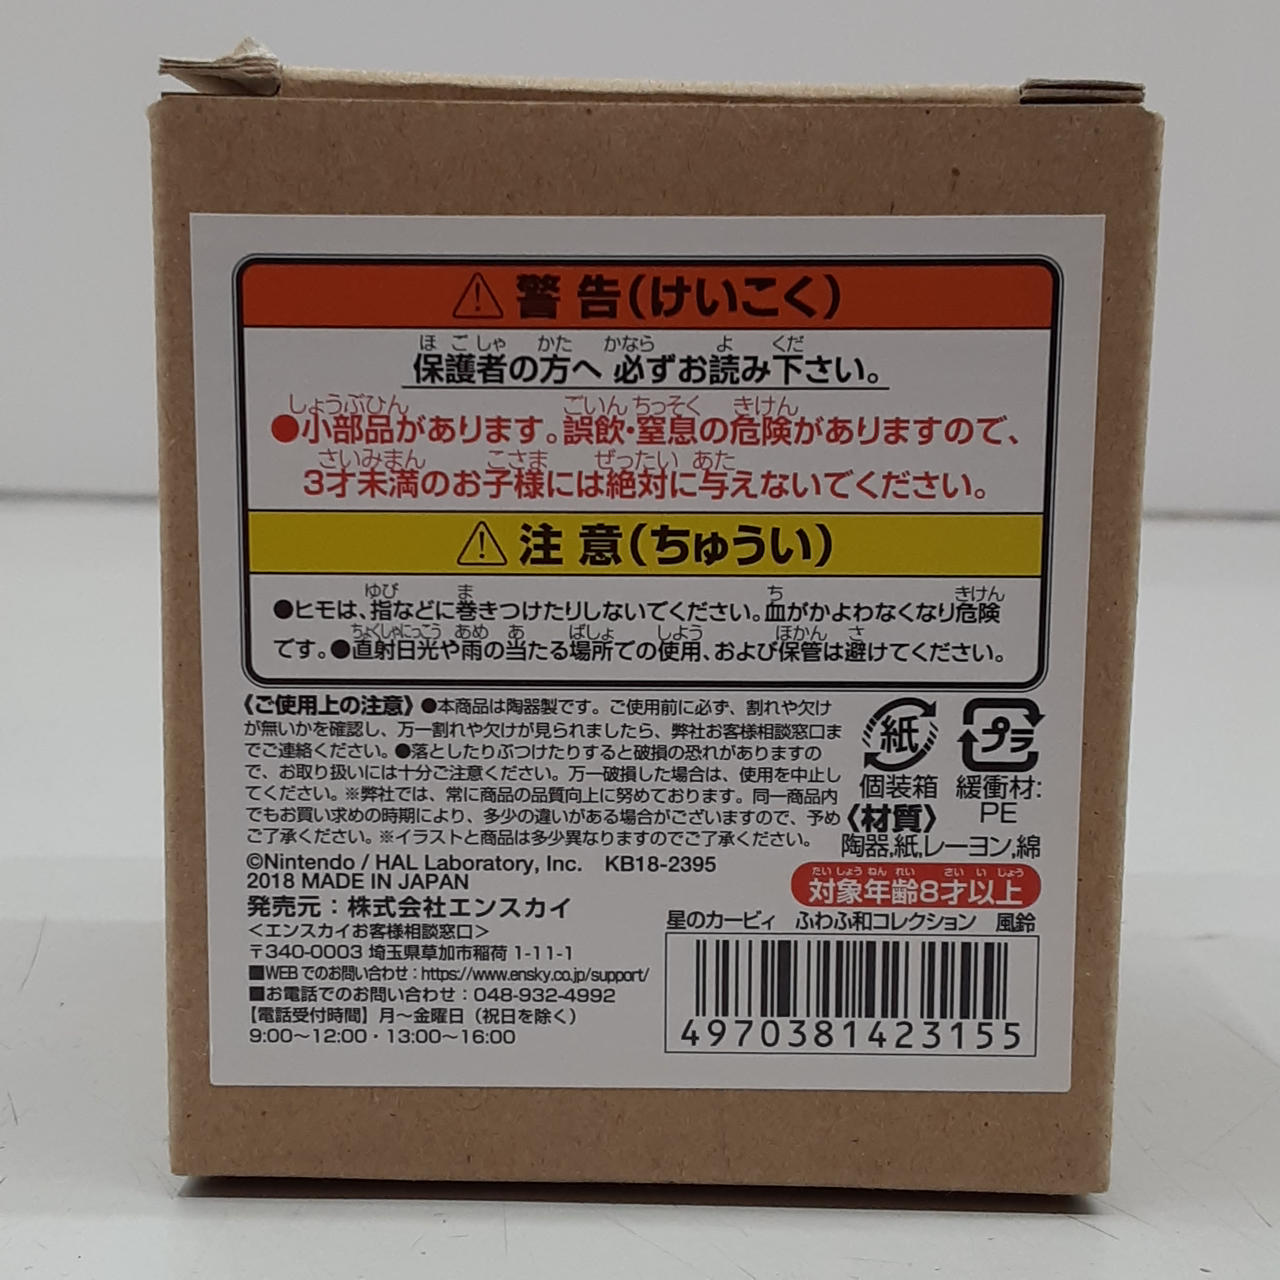 警告(けいこく)
ほごしゃ かた かなら よ くだ
保護者の方へ 必ずお読み下さい。
しょうぶひん ごいん ちっそく きけん
●小部品があります。誤飲・窒息の危険がありますので、
さいみまん こさま ぜったい あた
3才未満のお子様には絶対に与えないでください。
注意(ちゅうい)
ゆび ま ち きけん
●ヒモは、指などに巻きつけたりしないでください。血がかよわなくなり危険
ちょくしゃにっこう あめ あ ばしょ しよう ほかん さ
です。●直射日光や雨の当たる場所での使用、および保管は避けてください。
《ご使用上の注意》●本商品は陶器製です。ご使用前に必ず、割れや欠け
が無いかを確認し、万一割れや欠けが見られましたら、弊社お客様相談窓口ま
でご連絡ください。●落としたりぶつけたりすると破損の恐れがありますの
で、お取り扱いには十分ご注意ください。万一破損した場合は、使用を中止し
てください。※弊社では、常に商品の品質向上に努めております。同一商品内
でもお買い求めの時期により、多少の違いがある場合がございますので、予め
ご了承ください。※イラストと商品は多少異なりますのでご了承ください。
紙
個装箱
プラ
緩衝材:
PE
《材質》
陶器,紙,レーヨン,綿
©Nintendo / HAL Laboratory, Inc. KB18-2395
2018 MADE IN JAPAN
発売元：株式会社エンスカイ
<エンスカイお客様相談窓口>
〒340-0003 埼玉県草加市稲荷 1-11-1
■WEBでのお問い合わせ：https://www.ensky.co.jp/support/
■お電話でのお問い合わせ：048-932-4992
【電話受付時間】月〜金曜日（祝日を除く）
9:00〜12:00・13:00〜16:00
たいしょうねんれい さいいじょう
対象年齢8才以上
星のカービィ ふわふ和コレクション 風鈴
4970381423155